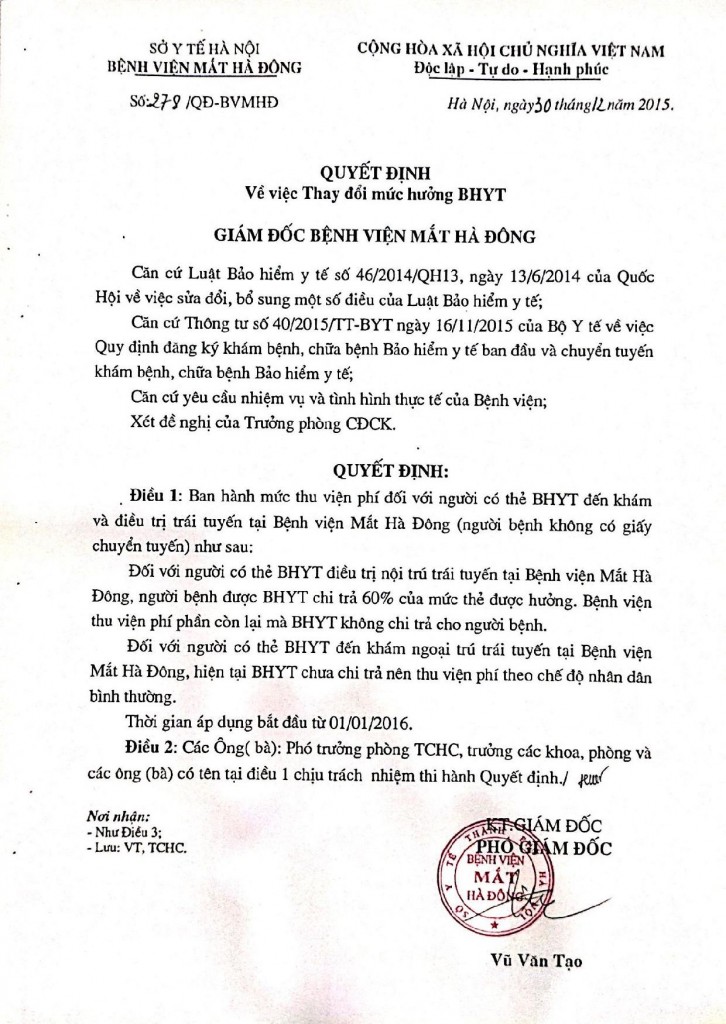 SỞ Y TẾ HÀ NỘI
BỆNH VIỆN MẮT HÀ ĐÔNG
Số:278/QĐ-BVMHĐ
CỘNG HÒA XÃ HỘI CHỦ NGHĨA VIỆT NAM
Độc lập - Tự do - Hạnh phúc
Hà Nội, ngày30 tháng12năm 2015.
QUYẾT ĐỊNH
Về việc Thay đổi mức hưởng BHYT
GIÁM ĐỐC BỆNH VIỆN MẮT HÀ ĐÔNG
Căn cứ Luật Bảo hiểm y tế số 46/2014/QH13, ngày 13/6/2014 của Quốc
Hội về việc sửa đổi, bổ sung một số điều của Luật Bảo hiểm y tế;
Căn cứ Thông tư số 40/2015/TT-BYT ngày 16/11/2015 của Bộ Y tế về việc
Quy định đăng ký khám bệnh, chữa bệnh Bảo hiểm y tế ban đầu và chuyển tuyến
khám bệnh, chữa bệnh Bảo hiểm y tế;
Căn cứ yêu cầu nhiệm vụ và tình hình thực tế của Bệnh viện;
Xét đề nghị của Trưởng phòng CĐCK.
QUYẾT ĐỊNH:
Điều 1: Ban hành mức thu viện phí đối với người có thẻ BHYT đến khám
và điều trị trái tuyến tại Bệnh viện Mắt Hà Đông (người bệnh không có giấy
chuyển tuyến) như sau:
Đối với người có thẻ BHYT điều trị nội trú trái tuyến tại Bệnh viện Mắt Hà
Đông, người bệnh được BHYT chi trả 60% của mức thẻ được hưởng. Bệnh viện
thu viện phí phần còn lại mà BHYT không chi trả cho người bệnh.
Đối với người có thẻ BHYT đến khám ngoại trú trái tuyến tại Bệnh viện
Mắt Hà Đông, hiện tại BHYT chưa chi trả nên thu viện phí theo chế độ nhân dân
bình thường.
Thời gian áp dụng bắt đầu từ 01/01/2016.
Điều 2: Các Ông( bà): Phó trưởng phòng TCHC, trưởng các khoa, phòng và
các ông (bà) có tên tại điều 1 chịu trách nhiệm thi hành Quyết định./
Nơi nhận:
- Như Điều 3;
- Lưu: VT, TCHC.
KT.GIÁM ĐỐC
PHÓ GIÁM ĐỐC
SỞ Y TẾ THÀNH PHỐ HÀ NỘI
BỆNH VIỆN
MẮT
HÀ ĐÔNG
Vũ Văn Tạo